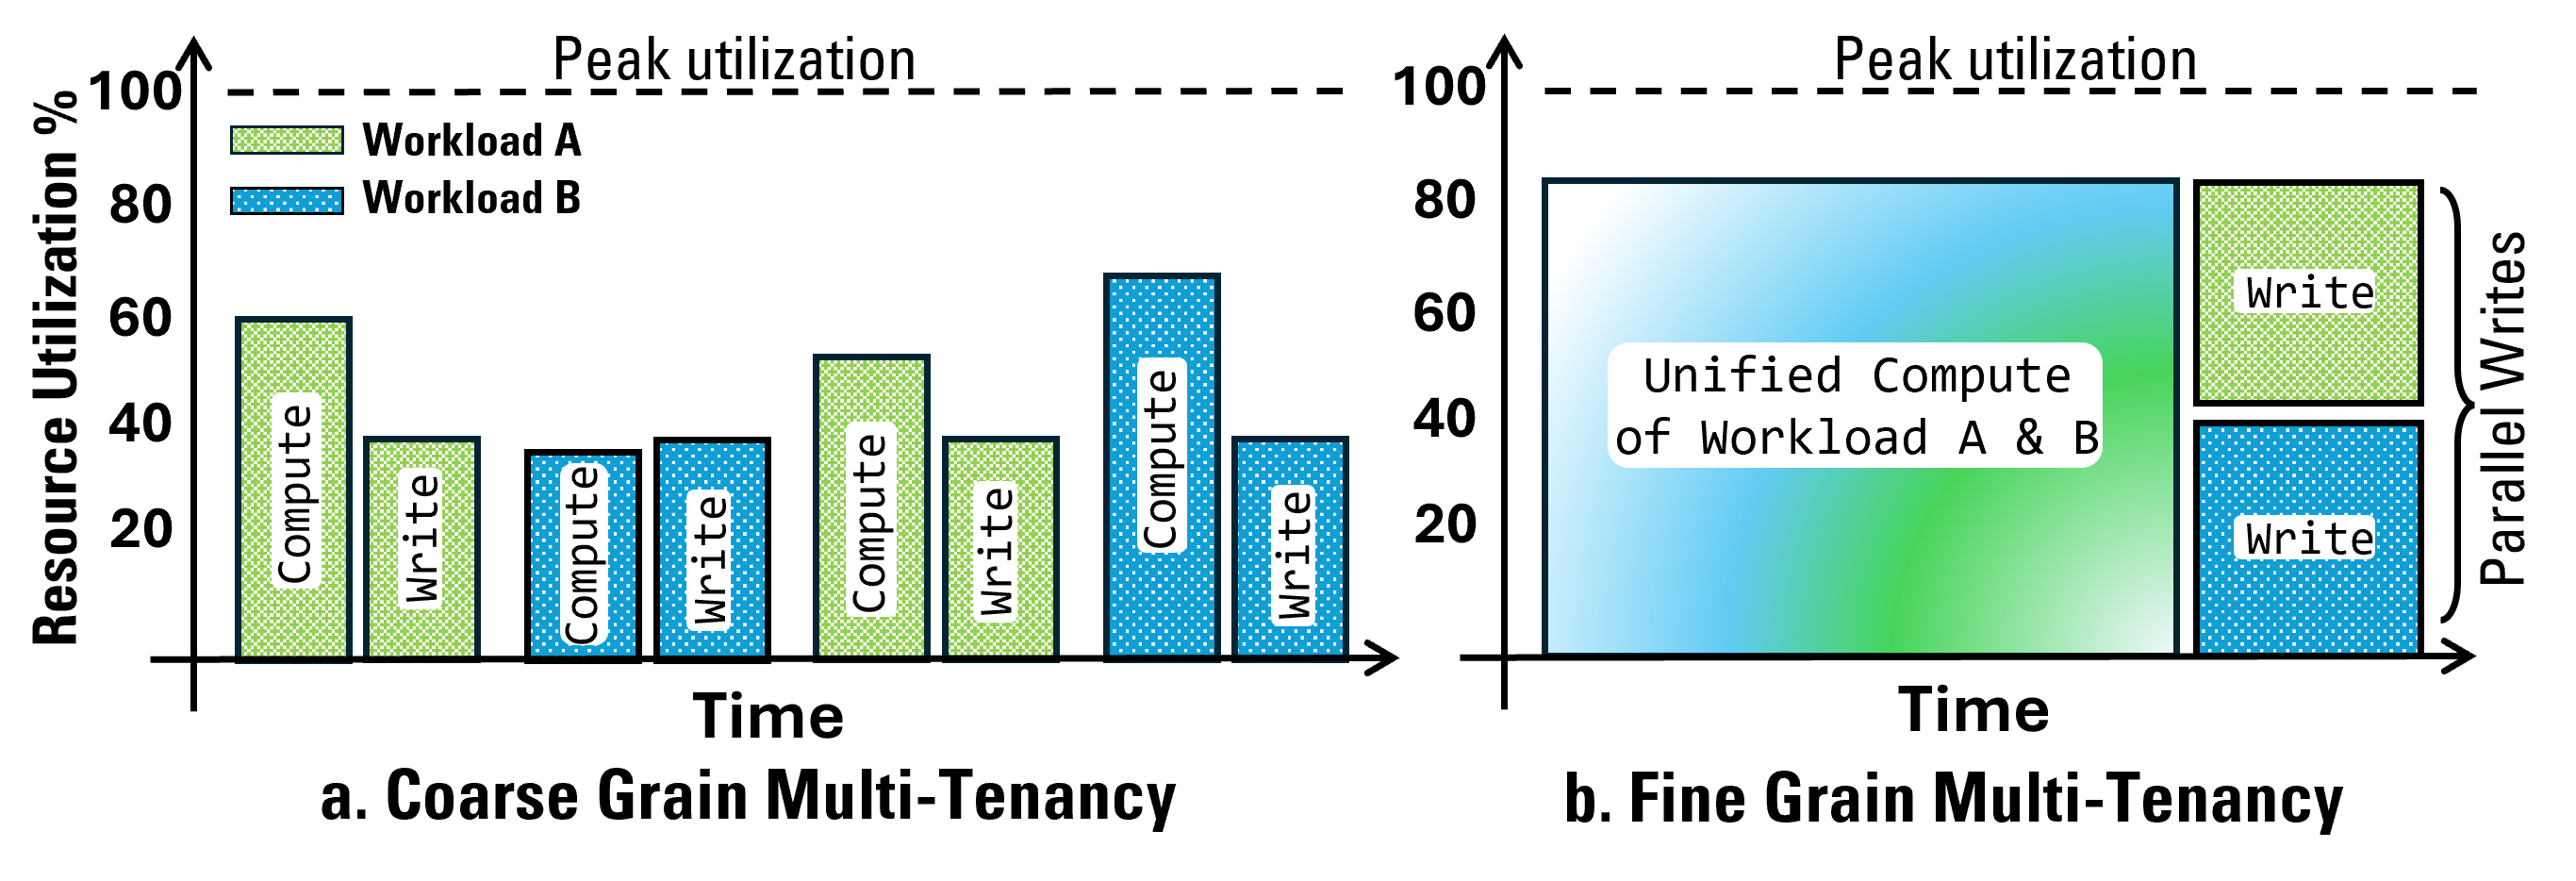 Peak utilization
100
80
60
40
20
Resource Utilization %
Workload A
Workload B
Compute
Write
Compute
Write
Compute
Write
Compute
Write
Time
a. Coarse Grain Multi-Tenancy
Peak utilization
100
80
60
40
20
Unified Compute
of Workload A & B
Write
Write
Parallel Writes
Time
b. Fine Grain Multi-Tenancy